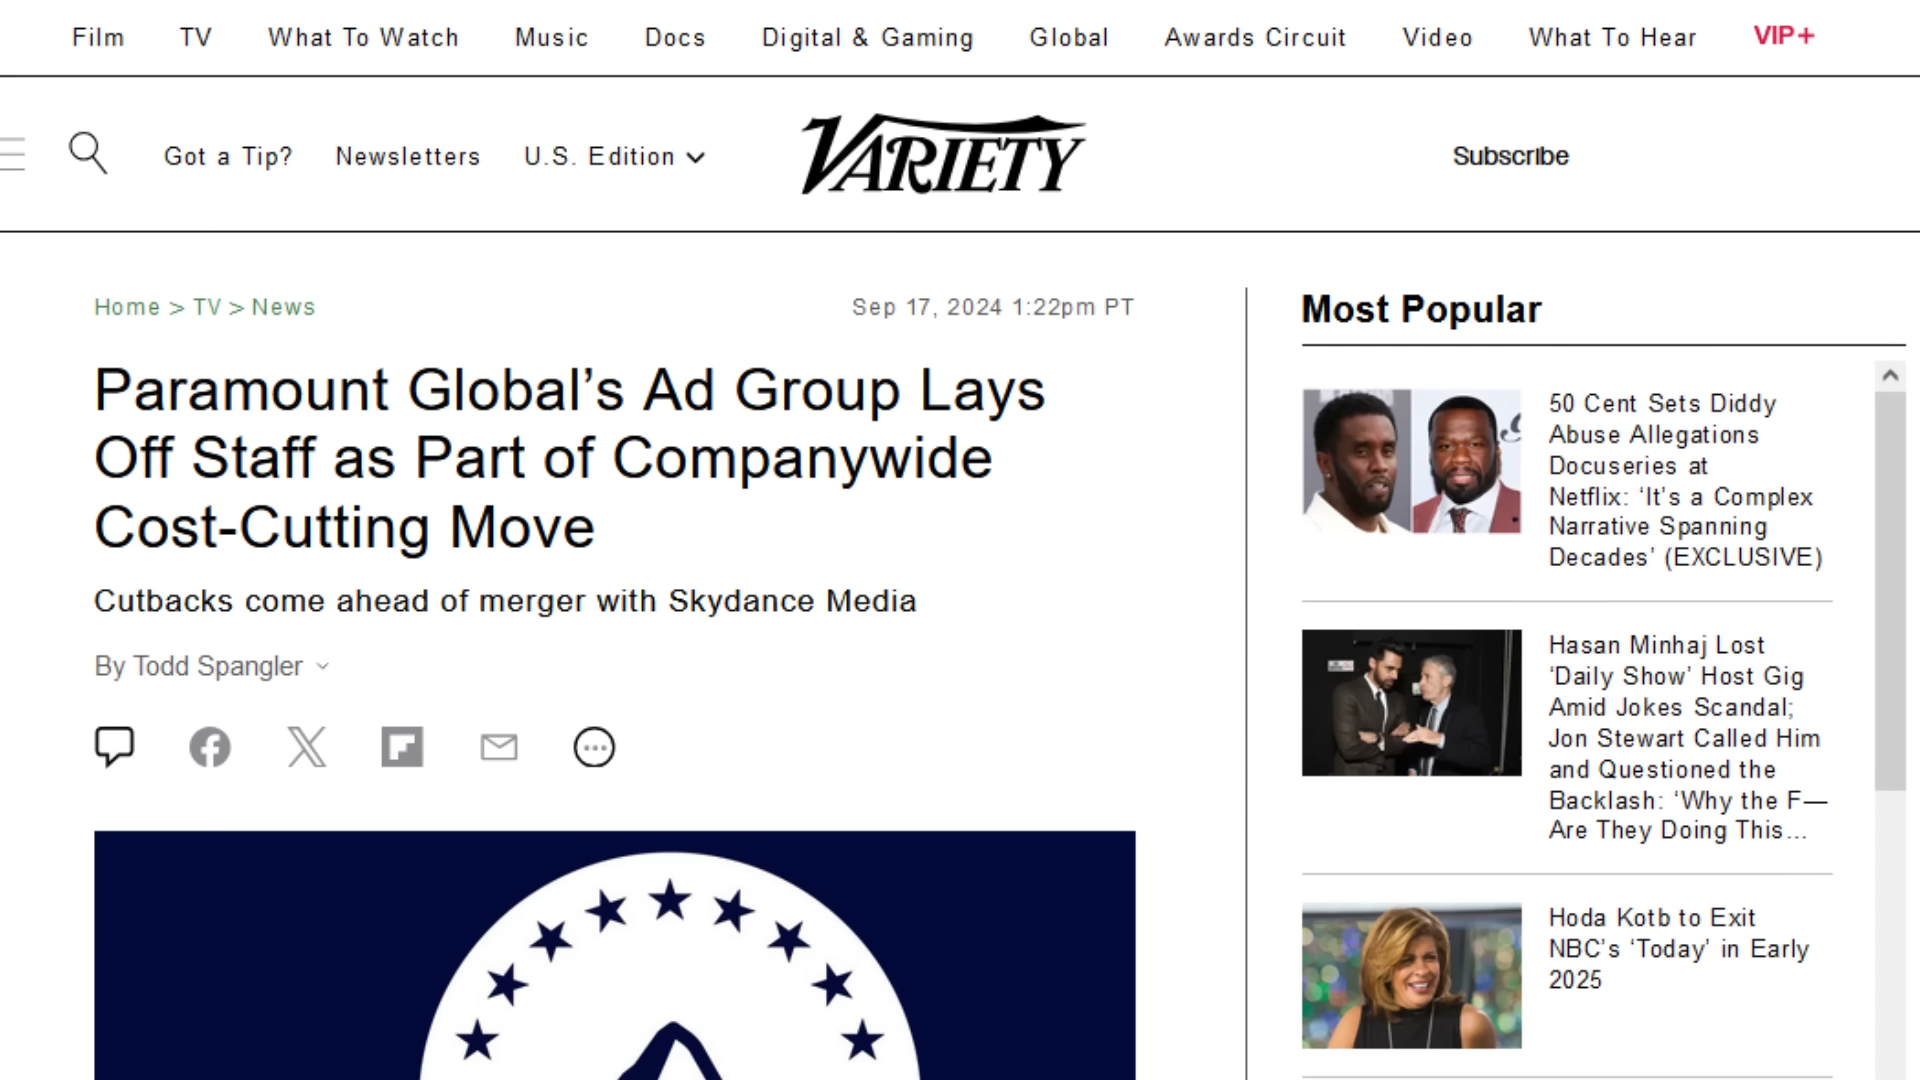 Film TV What To Watch Music Docs Digital & Gaming Global Awards Circuit Video What To Hear VIP+
Got a Tip? Newsletters U.S. Edition VARIETY Subscribe
Home > TV > News Sep 17, 2024 1:22pm PT
Paramount Global’s Ad Group Lays
Off Staff as Part of Companywide
Cost-Cutting Move
Cutbacks come ahead of merger with Skydance Media
By Todd Spangler
Most Popular
50 Cent Sets Diddy
Abuse Allegations
Docuseries at
Netflix: ‘It’s a Complex
Narrative Spanning
Decades’ (EXCLUSIVE)
Hasan Minhaj Lost
‘Daily Show’ Host Gig
Amid Jokes Scandal;
Jon Stewart Called Him
and Questioned the
Backlash: ‘Why the F—
Are They Doing This...
Hoda Kotb to Exit
NBC’s ‘Today’ in Early
2025